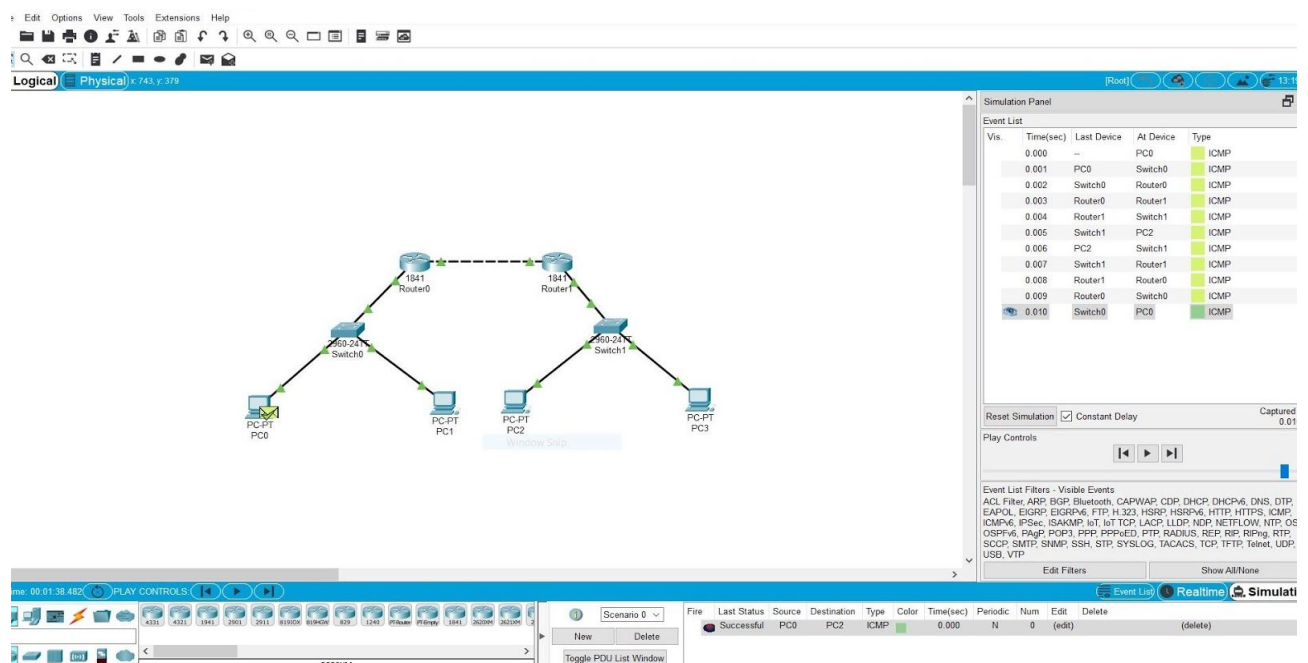 Edit Options View Tools Extensions Help
Logical Physical x: 743, y: 379 [Root]
Simulation Panel
Event List
Vis. Time(sec) Last Device At Device Type
0.000 -- PC0 ICMP
0.001 PC0 Switch0 ICMP
0.002 Switch0 Router0 ICMP
0.003 Router0 Router1 ICMP
0.004 Router1 Switch1 ICMP
0.005 Switch1 PC2 ICMP
0.006 PC2 Switch1 ICMP
0.007 Switch1 Router1 ICMP
0.008 Router1 Router0 ICMP
0.009 Router0 Switch0 ICMP
0.010 Switch0 PC0 ICMP
1841
Router0
1841
Router1
2960-24TT
Switch0
2960-24TT
Switch1
PC-PT
PC0
PC-PT
PC1
PC-PT
PC2
PC-PT
PC3
Window Snip
Reset Simulation Constant Delay Captured
0.01
Play Controls
Event List Filters - Visible Events
ACL Filter, ARP, BGP, Bluetooth, CAPWAP, CDP, DHCP, DHCPv6, DNS, DTP,
EAPOL, EIGRP, EIGRPv6, FTP, H.323, HSRP, HSRPv6, HTTP, HTTPS, ICMP,
ICMPv6, IPSec, ISAKMP, IoT, IoT TCP, LACP, LLDP, NDP, NETFLOW, NTP, OS
OSPFv6, PAgP, POP3, PPP, PPPoED, PTP, RADIUS, REP, RIP, RIPng, RTP,
SCCP, SMTP, SNMP, SSH, STP, SYSLOG, TACACS, TCP, TFTP, Telnet, UDP,
USB, VTP
Edit Filters Show All/None
me: 00:01:38.482 PLAY CONTROLS: Event List Realtime Simulati
4331 4321 1941 2901 2911 819IOX 819HGW 829 1240 PT-Router PT-Empty 1841 2620XM 2621XM
Scenario 0
New Delete
Toggle PDU List Window
Fire Last Status Source Destination Type Color Time(sec) Periodic Num Edit Delete
Successful PC0 PC2 ICMP 0.000 N 0 (edit) (delete)